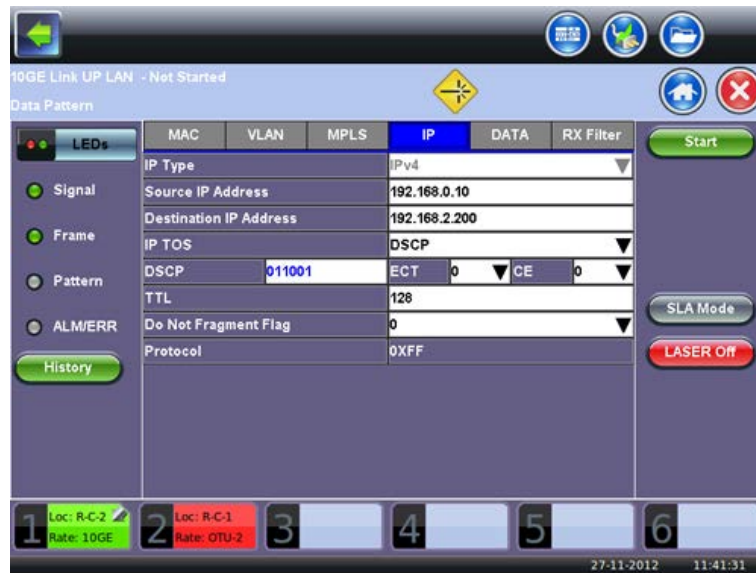 10GE Link UP LAN - Not Started
Data Pattern
LEDs
Signal
Frame
Pattern
ALM/ERR
History
MAC VLAN MPLS IP DATA RX Filter
IP Type IPv4
Source IP Address 192.168.0.10
Destination IP Address 192.168.2.200
IP TOS DSCP
DSCP 011001 ECT 0 CE 0
TTL 128
Do Not Fragment Flag 0
Protocol 0XFF
Start
SLA Mode
LASER Off
1 Loc: R-C-2 Rate: 10GE
2 Loc: R-C-1 Rate: OTU-2
3
4
5
6
27-11-2012 11:41:31